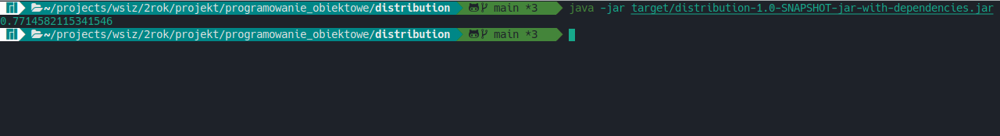 ~/projects/wsiz/2rok/projekt/programowanie_obiektowe/distribution main *3 java -jar target/distribution-1.0-SNAPSHOT-jar-with-dependencies.jar
0.7714582115341546
~/projects/wsiz/2rok/projekt/programowanie_obiektowe/distribution main *3